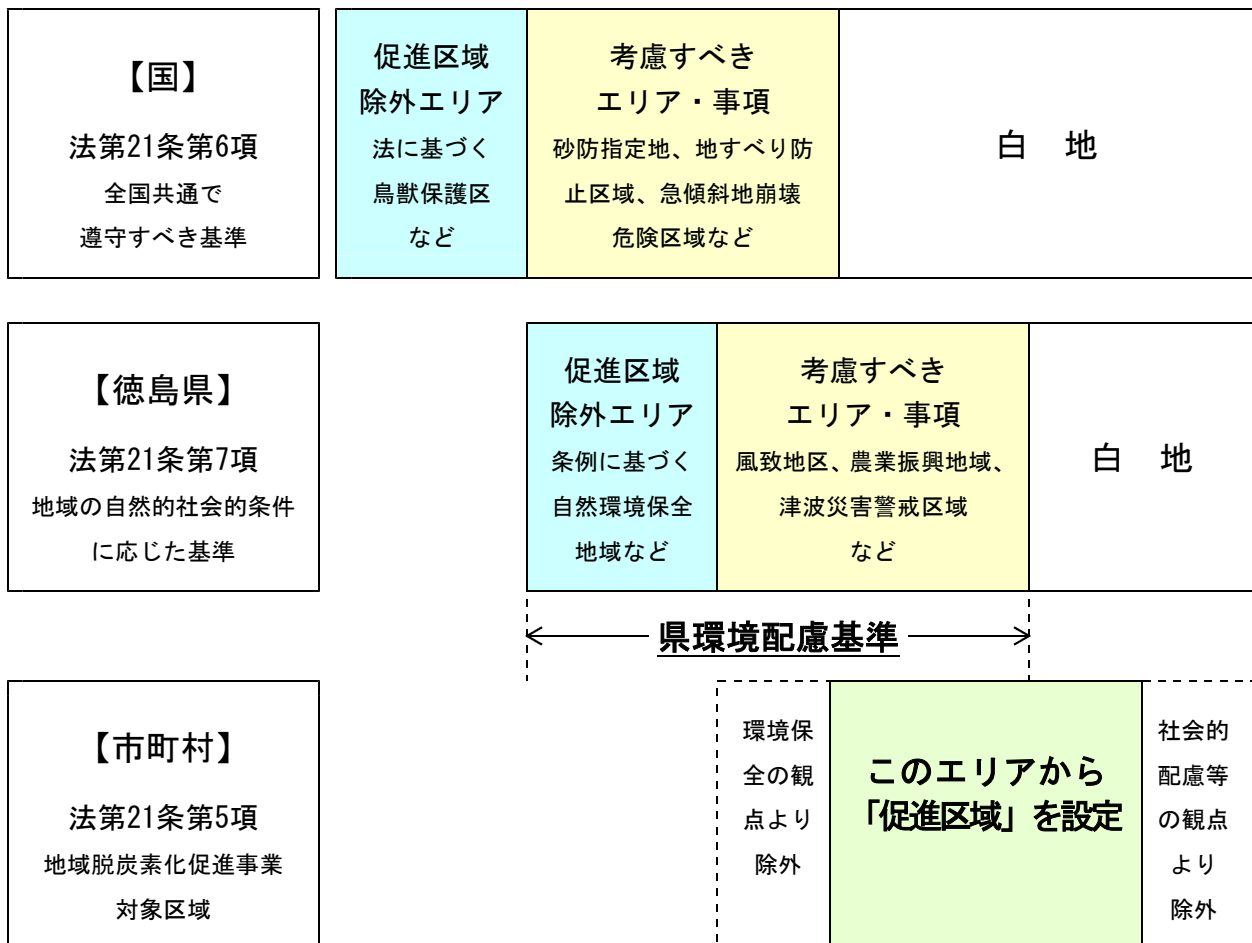 【国】
法第21条第6項
全国共通で
遵守すべき基準
促進区域
除外エリア
法に基づく
鳥獣保護区
など
考慮すべき
エリア・事項
砂防指定地、地すべり防
止区域、急傾斜地崩壊
危険区域など
白 地
【徳島県】
法第21条第7項
地域の自然的社会的条件
に応じた基準
促進区域
除外エリア
条例に基づく
自然環境保全
地域など
考慮すべき
エリア・事項
風致地区、農業振興地域、
津波災害警戒区域
など
白 地
県環境配慮基準
【市町村】
法第21条第5項
地域脱炭素化促進事業
対象区域
環境保
全の観
点より
除外
このエリアから
「促進区域」を設定
社会的
配慮等
の観点
より
除外